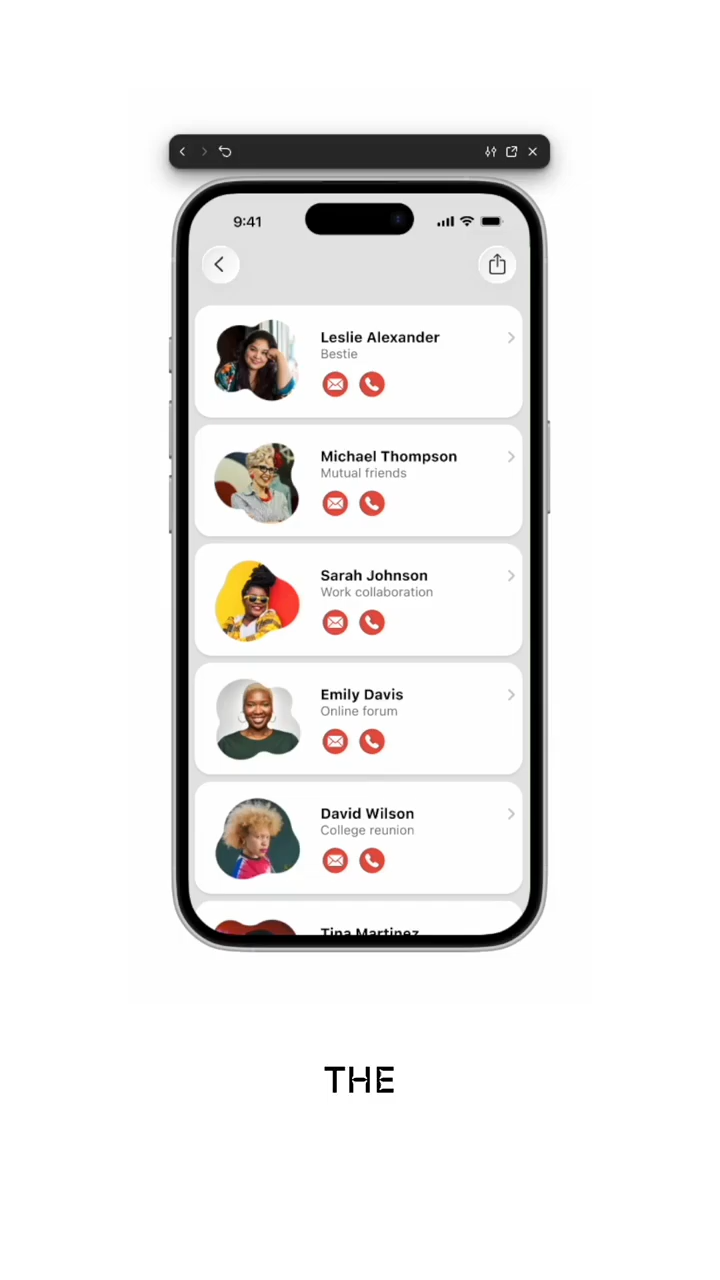 9:41
Leslie Alexander
Bestie
Michael Thompson
Mutual friends
Sarah Johnson
Work collaboration
Emily Davis
Online forum
David Wilson
College reunion
Tina Martinez
THE